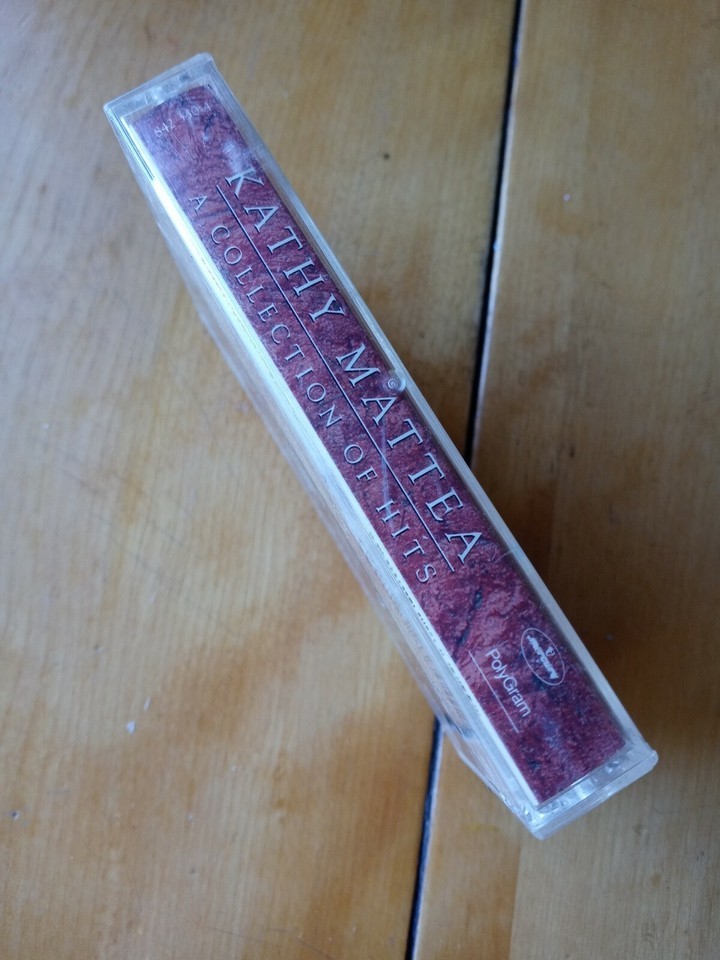 KATHY MATTEA
A COLLECTION OF HITS
PolyGram